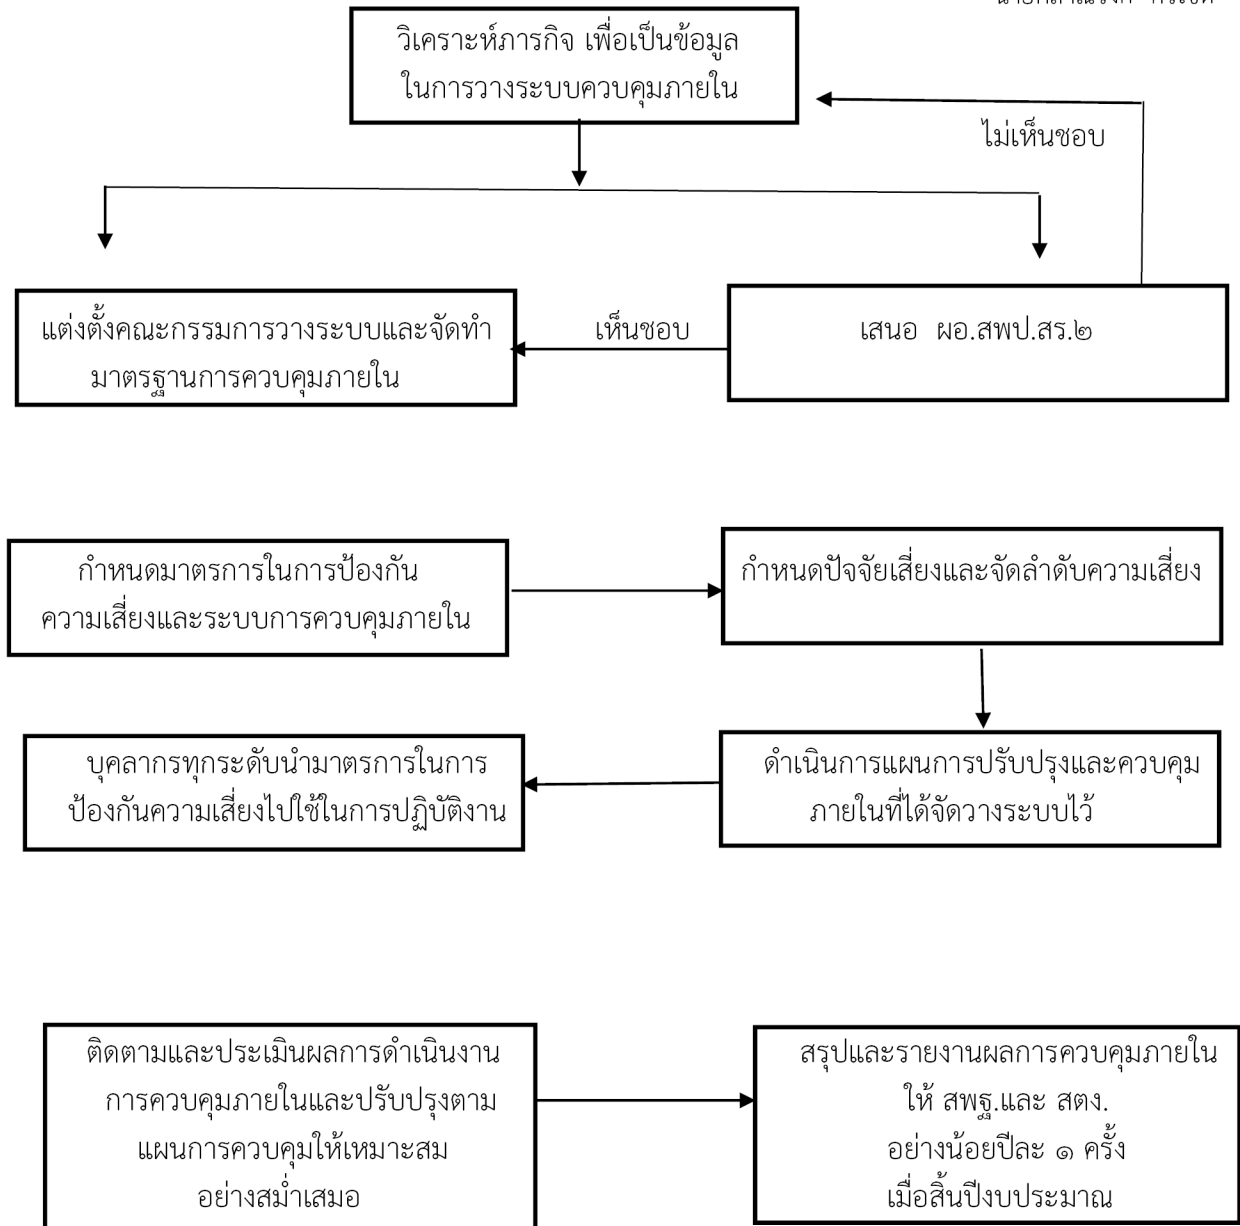 วิเคราะห์ภารกิจ เพื่อเป็นข้อมูล
ในการวางระบบควบคุมภายใน
ไม่เห็นชอบ
แต่งตั้งคณะกรรมการวางระบบและจัดทำ
มาตรฐานการควบคุมภายใน
เห็นชอบ
เสนอ ผอ.สพป.สร.๒
กำหนดมาตรการในการป้องกัน
ความเสี่ยงและระบบการควบคุมภายใน
กำหนดปัจจัยเสี่ยงและจัดลำดับความเสี่ยง
บุคลากรทุกระดับนำมาตรการในการ
ป้องกันความเสี่ยงไปใช้ในการปฏิบัติงาน
ดำเนินการแผนการปรับปรุงและควบคุม
ภายในที่ได้จัดวางระบบไว้
ติดตามและประเมินผลการดำเนินงาน
การควบคุมภายในและปรับปรุงตาม
แผนการควบคุมให้เหมาะสม
อย่างสม่ำเสมอ
สรุปและรายงานผลการควบคุมภายใน
ให้ สพฐ.และ สตง.
อย่างน้อยปีละ ๑ ครั้ง
เมื่อสิ้นปีงบประมาณ